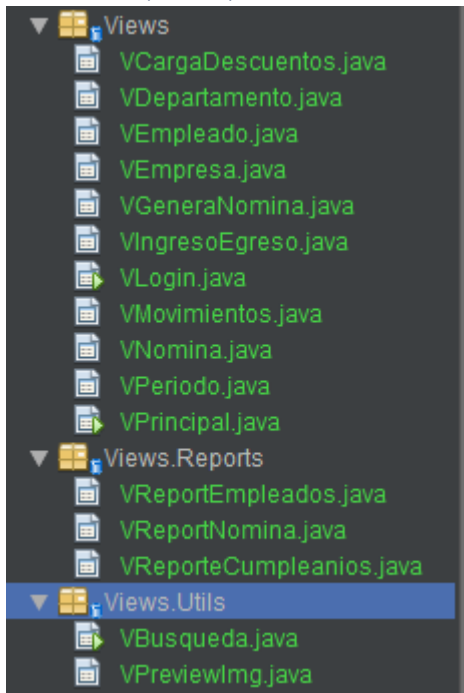 Views
VCargaDescuentos.java
VDepartamento.java
VEmpleado.java
VEmpresa.java
VGeneraNomina.java
VIngresoEgreso.java
VLogin.java
VMovimientos.java
VNomina.java
VPeriodo.java
VPrincipal.java
Views.Reports
VReportEmpleados.java
VReportNomina.java
VReporteCumpleanios.java
Views.Utils
VBusqueda.java
VPreviewImg.java